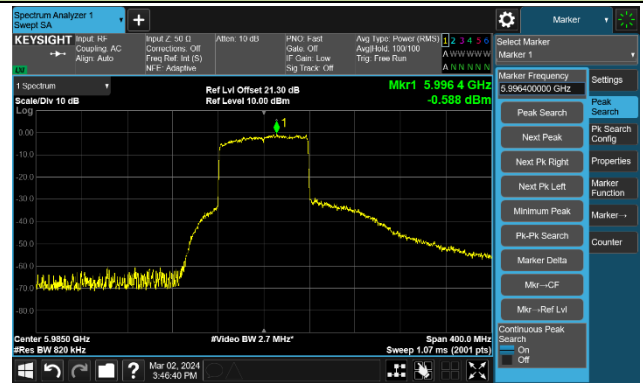 Spectrum Analyzer 1
Swept SA
Marker
KEYSIGHT
Input: RF
Coupling: AC
Align: Auto
Input Z: 50 Ω
Corrections: Off
Freq Ref: Int (S)
NFE: Adaptive
Atten: 10 dB
PNO: Fast
Gate: Off
IF Gain: Low
Sig Track: Off
Avg Type: Power (RMS)
Avg|Hold: 100/100
Trig: Free Run
1 2 3 4 5 6
A W W W W W
A N N N N N
LXI
Select Marker
Marker 1
1 Spectrum
Scale/Div 10 dB
Log
Ref Lvl Offset 21.30 dB
Ref Level 10.00 dBm
Mkr1 5.996 4 GHz
-0.588 dBm
1
0.00
-10.0
-20.0
-30.0
-40.0
-50.0
-60.0
-70.0
-80.0
Center 5.9850 GHz
#Res BW 820 kHz
#Video BW 2.7 MHz*
Span 400.0 MHz
Sweep 1.07 ms (2001 pts)
Marker Frequency
5.996400000 GHz
Peak Search
Next Peak
Next Pk Right
Next Pk Left
Minimum Peak
Pk-Pk Search
Marker Delta
Mkr→CF
Mkr→Ref Lvl
Continuous Peak
Search
On
Off
Settings
Peak
Search
Pk Search
Config
Properties
Marker
Function
Marker→
Counter
?
Mar 02, 2024
3:46:40 PM